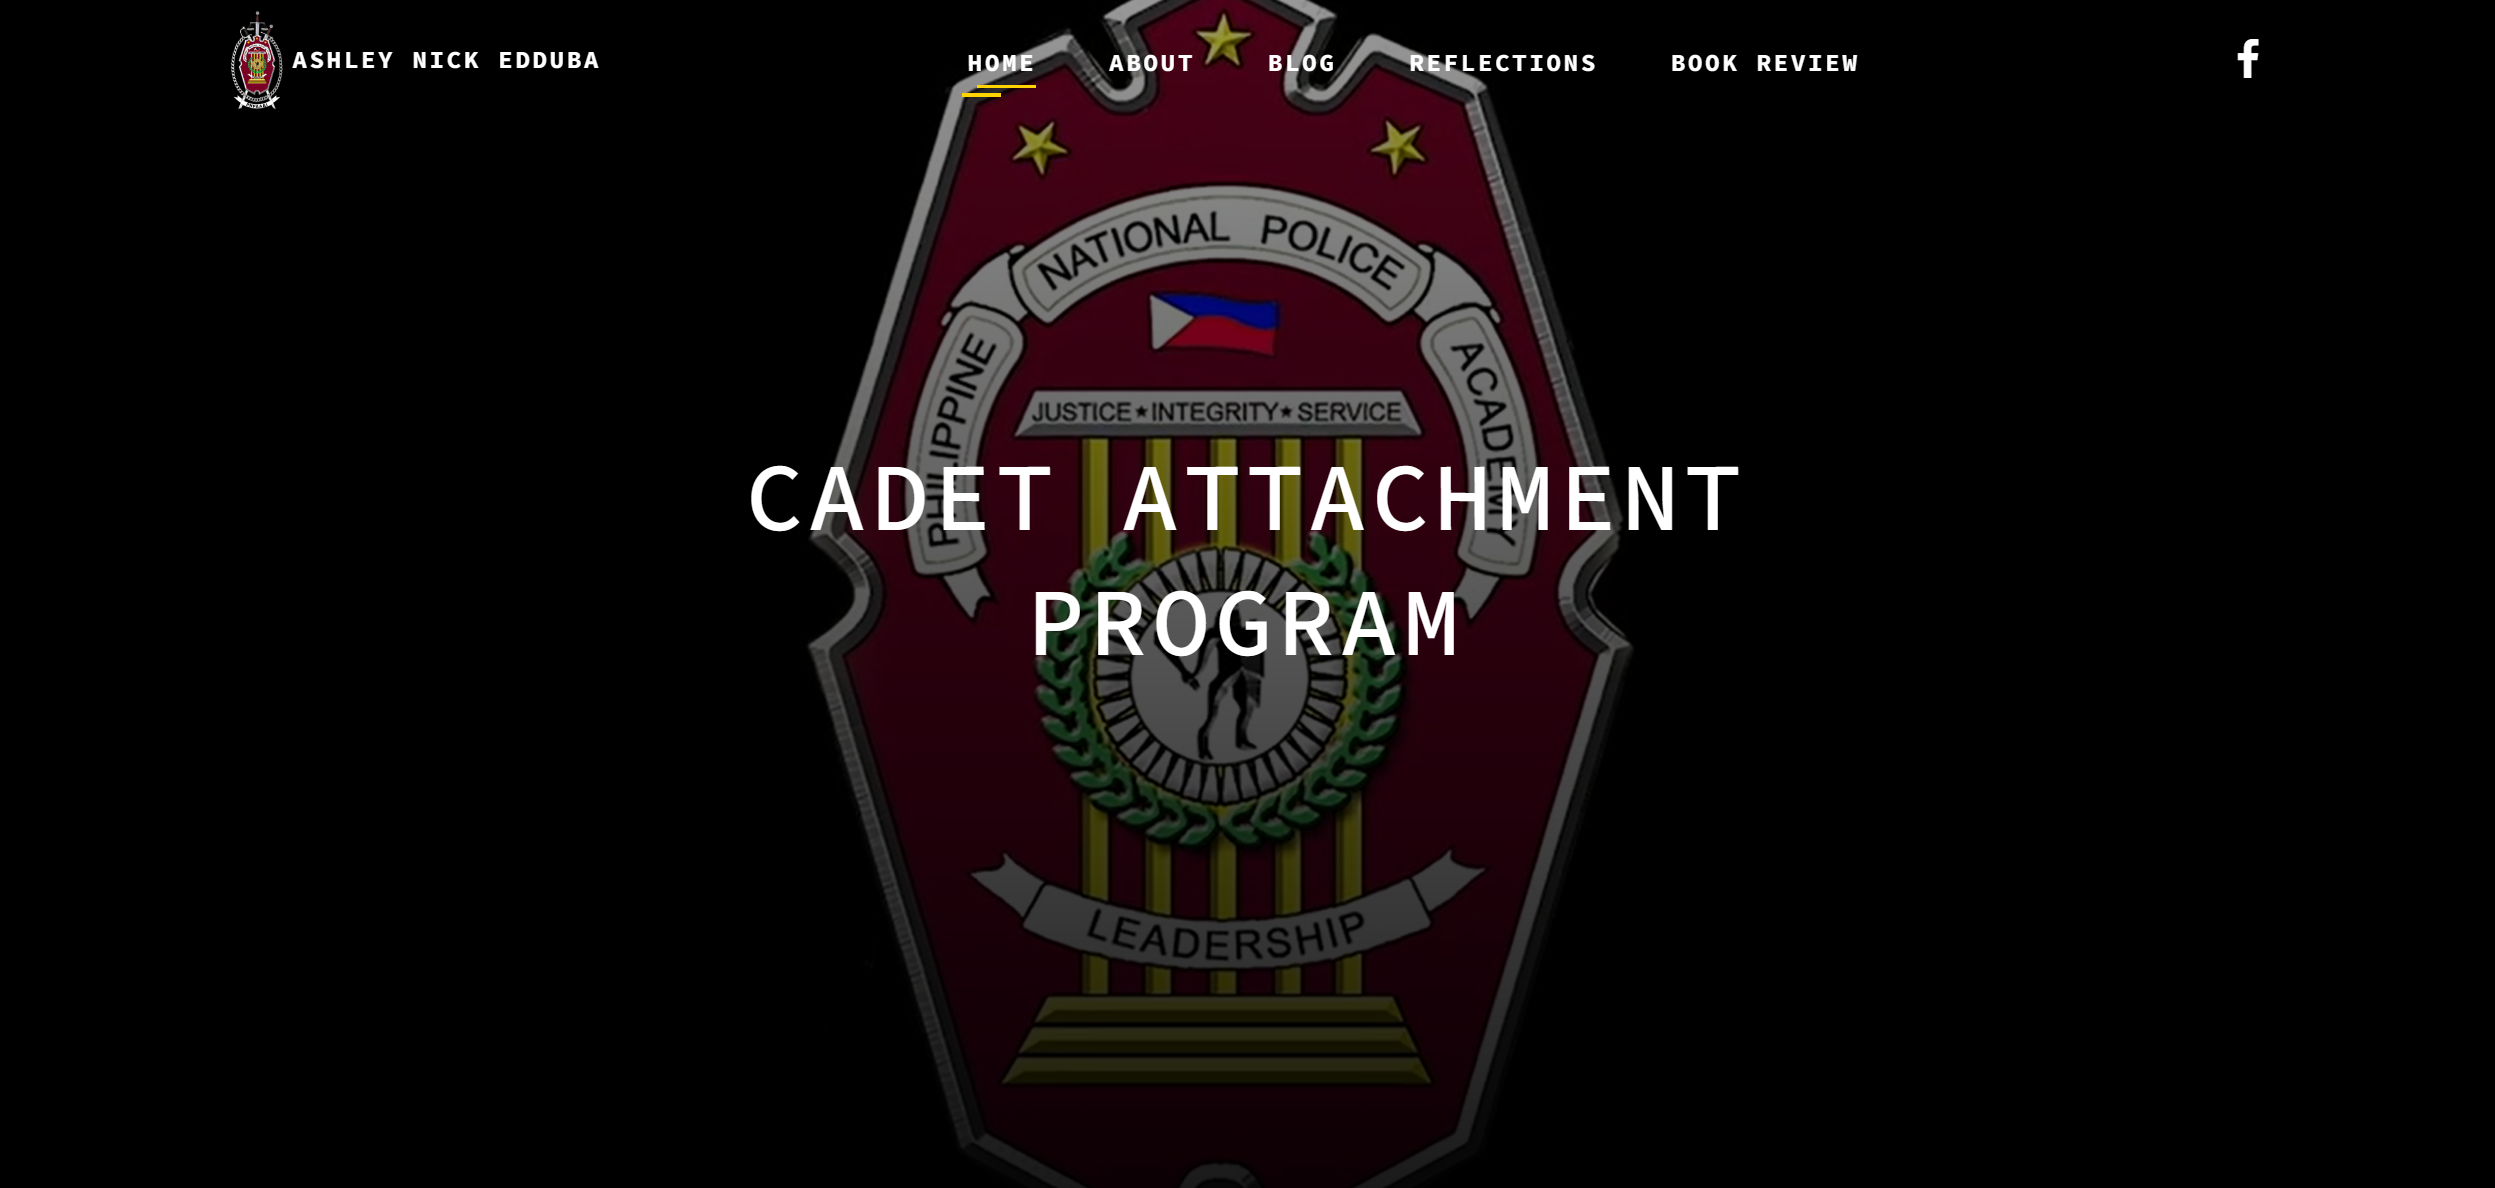 ASHLEY NICK EDDUBA
HOME
ABOUT
BLOG
REFLECTIONS
BOOK REVIEW
PHILIPPINE
NATIONAL POLICE
ACADEMY
JUSTICE★INTEGRITY★SERVICE
CADET ATTACHMENT
PROGRAM
LEADERSHIP